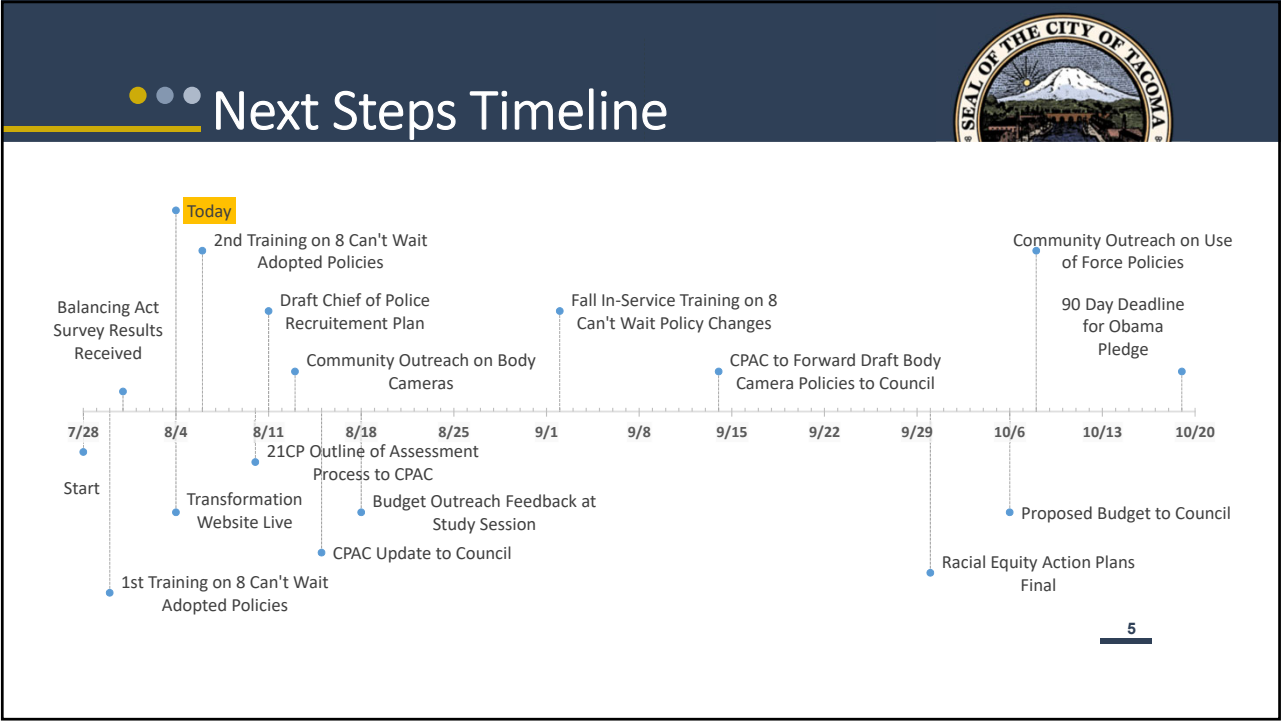 SEAL OF THE CITY OF TACOMA
Next Steps Timeline
Today
2nd Training on 8 Can't Wait
Adopted Policies
Community Outreach on Use
of Force Policies
Balancing Act
Survey Results
Received
Draft Chief of Police
Recruitement Plan
Fall In-Service Training on 8
Can't Wait Policy Changes
90 Day Deadline
for Obama
Pledge
Community Outreach on Body
Cameras
CPAC to Forward Draft Body
Camera Policies to Council
7/28 8/4 8/11 8/18 8/25 9/1 9/8 9/15 9/22 9/29 10/6 10/13 10/20
21CP Outline of Assessment
Process to CPAC
Start
Transformation
Website Live
Budget Outreach Feedback at
Study Session
Proposed Budget to Council
CPAC Update to Council
Racial Equity Action Plans
Final
1st Training on 8 Can't Wait
Adopted Policies
5